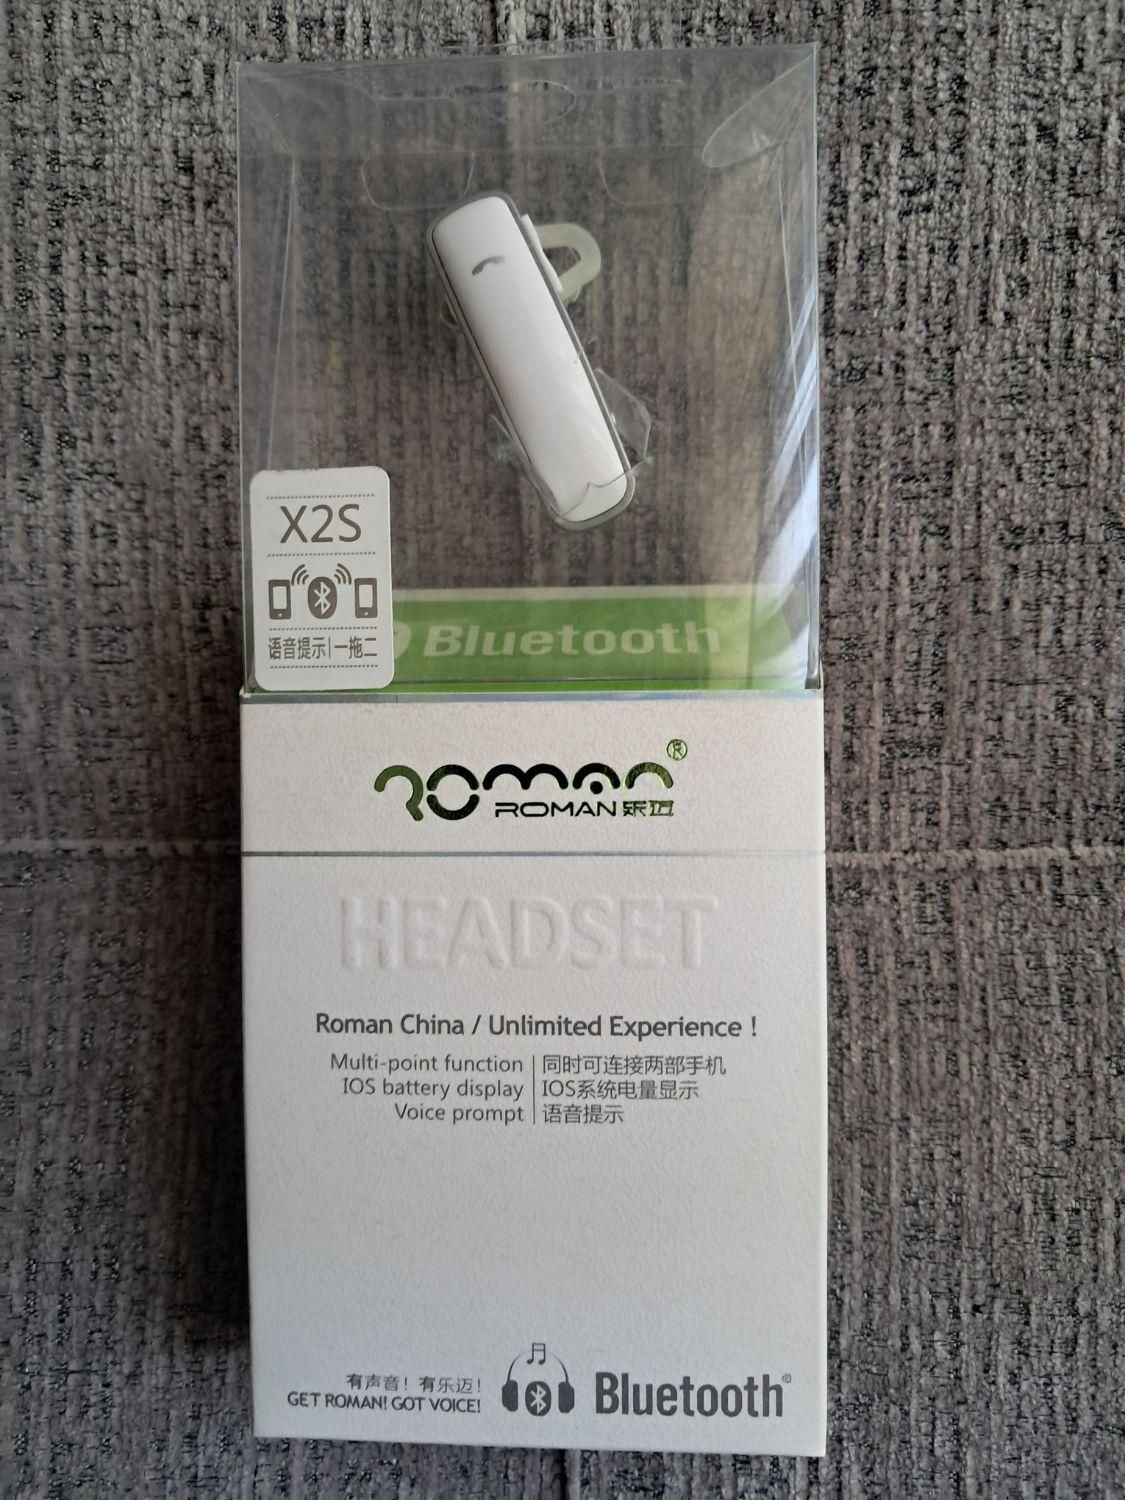 X2S
语音提示|一拖二
Bluetooth
roman®
ROMAN 乐迈
HEADSET
Roman China / Unlimited Experience !
Multi-point function | 同时可连接两部手机
IOS battery display | IOS系统电量显示
Voice prompt | 语音提示
有声音！有乐迈！
GET ROMAN! GOT VOICE!
Bluetooth®